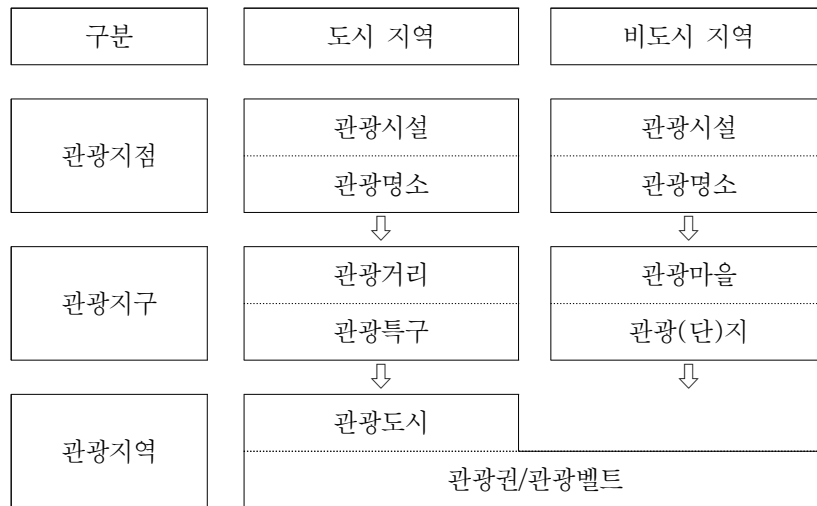 구분 도시 지역 비도시 지역
관광지점
관광시설 관광시설
관광명소 관광명소
관광지구
관광거리 관광마을
관광특구 관광(단)지
관광지역
관광도시
관광권/관광벨트